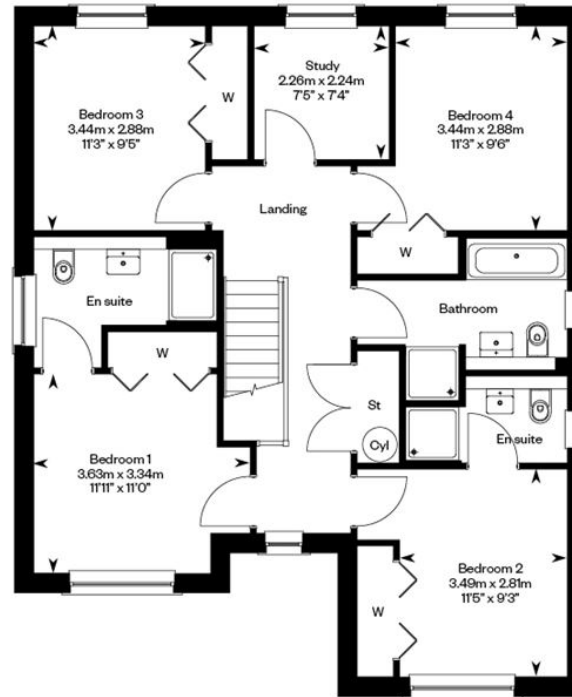 Bedroom 3
3.44m x 2.88m
11'3" x 9'5"
W
Study
2.26m x 2.24m
7'5" x 7'4"
Bedroom 4
3.44m x 2.88m
11'3" x 9'6"
Landing
W
En suite
Bathroom
W
St
Cyl
En suite
Bedroom 1
3.63m x 3.34m
11'11" x 11'0"
Bedroom 2
3.49m x 2.81m
11'5" x 9'3"
W